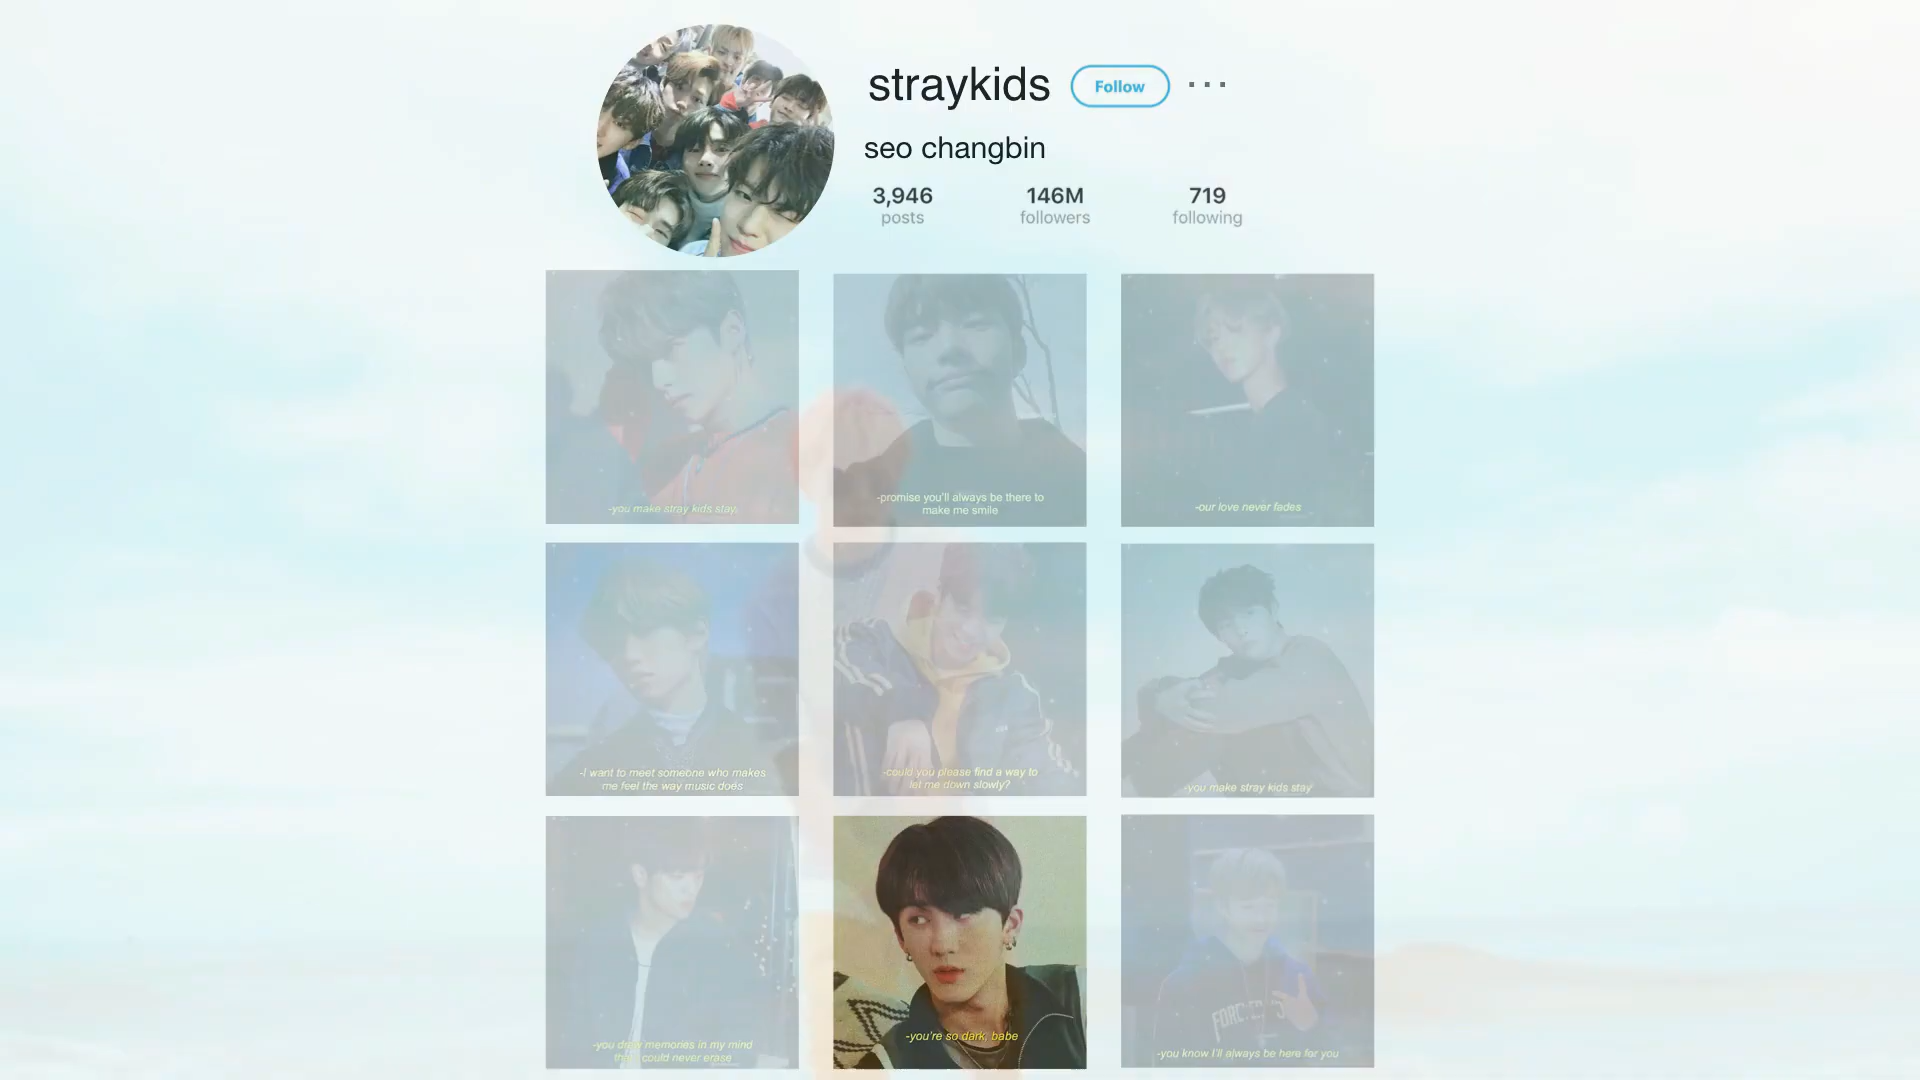 straykids
Follow
...
seo changbin
3,946
146M
719
posts
followers
following
-you make stray kids stay.
-promise you'll always be there to
make me smile
-our love never fades
-I want to meet someone who makes
me feel the way music does
-could you please find a way to
let me down slowly?
-you make stray kids stay
-you draw memories in my mind
they could never erase
-you're so dark, babe
-you know I'll always be here for you